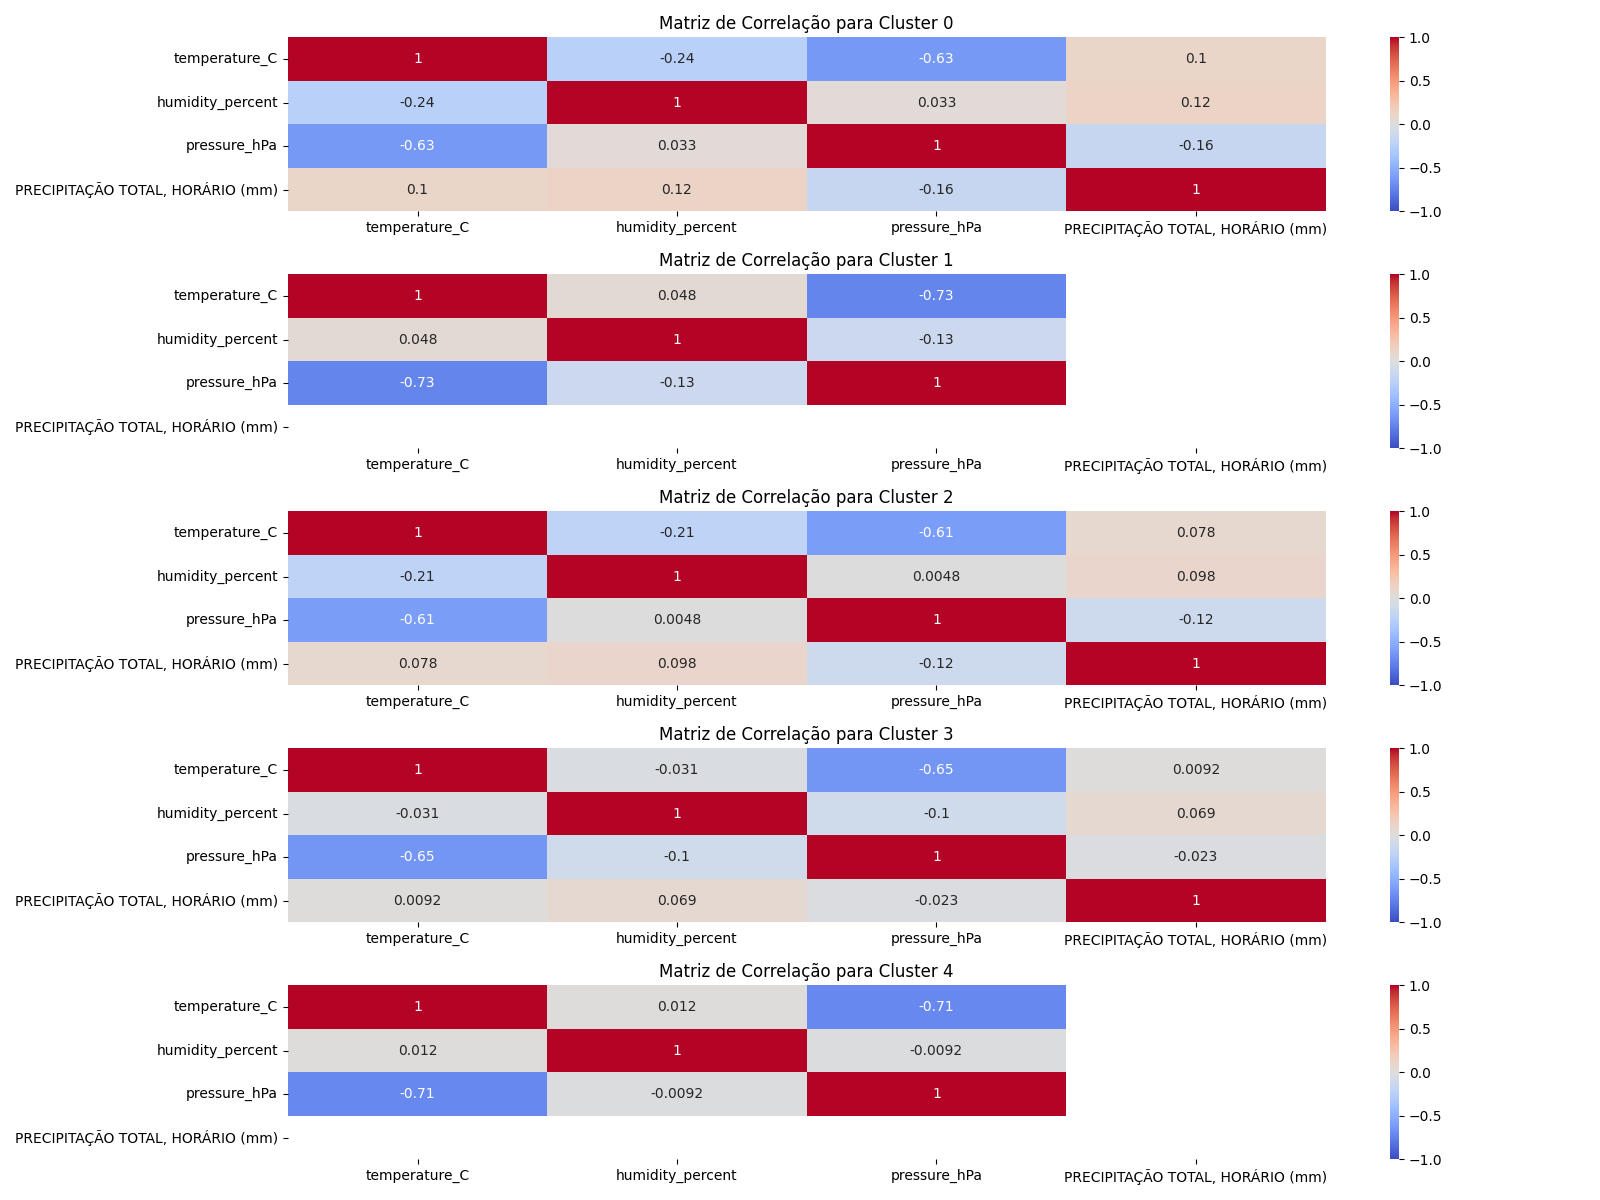 Matriz de Correlação para Cluster 0
temperature_C 1 -0.24 -0.63 0.1
humidity_percent -0.24 1 0.033 0.12
pressure_hPa -0.63 0.033 1 -0.16
PRECIPITAÇÃO TOTAL, HORÁRIO (mm) 0.1 0.12 -0.16 1
temperature_C humidity_percent pressure_hPa PRECIPITAÇÃO TOTAL, HORÁRIO (mm)
1.0
0.5
0.0
−0.5
−1.0
Matriz de Correlação para Cluster 1
temperature_C 1 0.048 -0.73
humidity_percent 0.048 1 -0.13
pressure_hPa -0.73 -0.13 1
PRECIPITAÇÃO TOTAL, HORÁRIO (mm)
temperature_C humidity_percent pressure_hPa PRECIPITAÇÃO TOTAL, HORÁRIO (mm)
1.0
0.5
0.0
−0.5
−1.0
Matriz de Correlação para Cluster 2
temperature_C 1 -0.21 -0.61 0.078
humidity_percent -0.21 1 0.0048 0.098
pressure_hPa -0.61 0.0048 1 -0.12
PRECIPITAÇÃO TOTAL, HORÁRIO (mm) 0.078 0.098 -0.12 1
temperature_C humidity_percent pressure_hPa PRECIPITAÇÃO TOTAL, HORÁRIO (mm)
1.0
0.5
0.0
−0.5
−1.0
Matriz de Correlação para Cluster 3
temperature_C 1 -0.031 -0.65 0.0092
humidity_percent -0.031 1 -0.1 0.069
pressure_hPa -0.65 -0.1 1 -0.023
PRECIPITAÇÃO TOTAL, HORÁRIO (mm) 0.0092 0.069 -0.023 1
temperature_C humidity_percent pressure_hPa PRECIPITAÇÃO TOTAL, HORÁRIO (mm)
1.0
0.5
0.0
−0.5
−1.0
Matriz de Correlação para Cluster 4
temperature_C 1 0.012 -0.71
humidity_percent 0.012 1 -0.0092
pressure_hPa -0.71 -0.0092 1
PRECIPITAÇÃO TOTAL, HORÁRIO (mm)
temperature_C humidity_percent pressure_hPa PRECIPITAÇÃO TOTAL, HORÁRIO (mm)
1.0
0.5
0.0
−0.5
−1.0